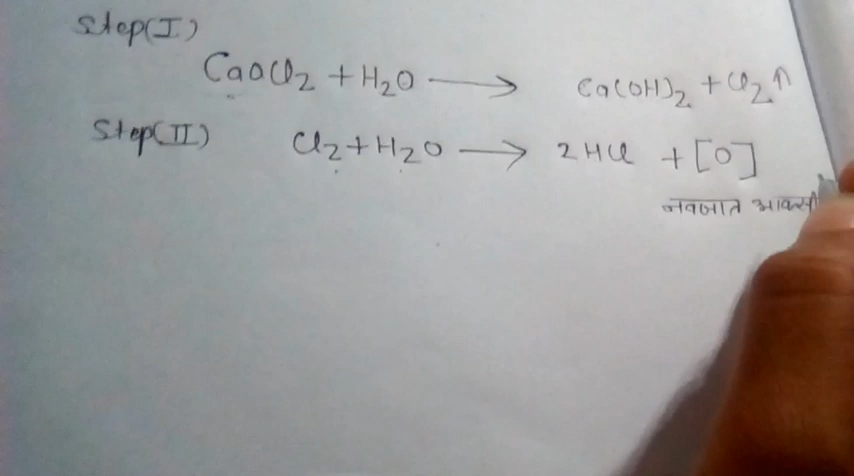 Step(I)
CaOCl2 + H2O → Ca(OH)2 + Cl2↑
Step(II) Cl2 + H2O → 2HCl + [O]
नवजात